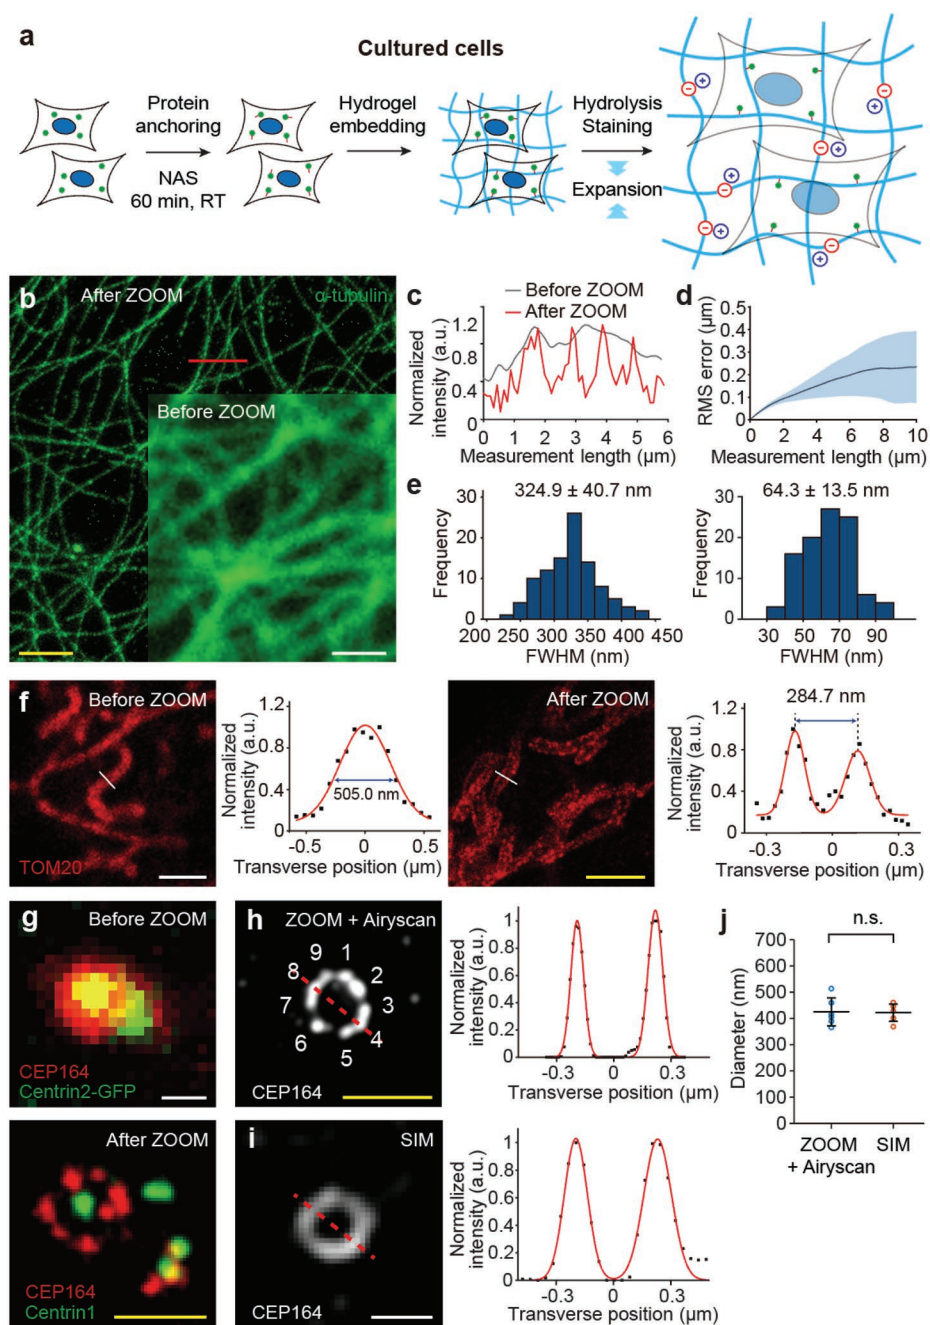 a
Cultured cells
Protein
anchoring
NAS
60 min, RT
Hydrogel
embedding
Hydrolysis
Staining
Expansion
b
After ZOOM
α-tubulin
Before ZOOM
c
Before ZOOM
After ZOOM
Normalized
intensity (a.u.)
1.2
0.8
0.4
0
0 1 2 3 4 5 6
Measurement length (µm)
d
RMS error (µm)
0.5
0.4
0.3
0.2
0.1
0
0 2 4 6 8 10
Measurement length (µm)
e
324.9 ± 40.7 nm
Frequency
30
20
10
0
200 250 300 350 400 450
FWHM (nm)
64.3 ± 13.5 nm
Frequency
30
20
10
0
30 50 70 90
FWHM (nm)
f
Before ZOOM
TOM20
Normalized
intensity (a.u.)
1.2
0.8
0.4
0
505.0 nm
-0.5 0 0.5
Transverse position
(µm)
After ZOOM
284.7 nm
Normalized
intensity (a.u.)
1.2
0.8
0.4
0
-0.3 0 0.3
Transverse position
(µm)
g
Before ZOOM
CEP164
Centrin2-GFP
After ZOOM
CEP164
Centrin1
h
ZOOM + Airyscan
9 1
8 2
7 3
6 4
5
CEP164
Normalized
intensity (a.u.)
1
0.8
0.6
0.4
0.2
0
-0.3 0 0.3
Transverse position
(µm)
i
SIM
CEP164
Normalized
intensity (a.u.)
1
0.8
0.6
0.4
0.2
0
-0.3 0 0.3
Transverse position
(µm)
j
n.s.
Diameter (nm)
700
600
500
400
300
200
100
0
ZOOM
+ Airyscan
SIM